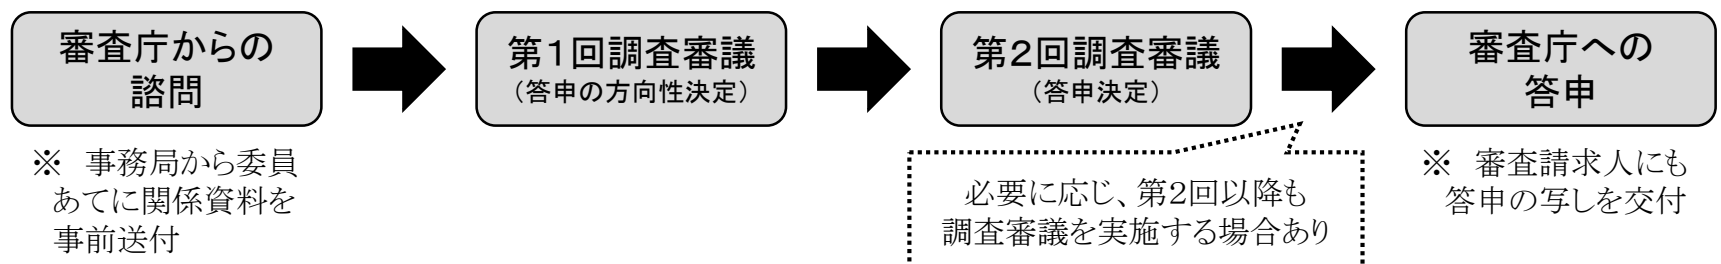 審査庁からの
諮問
※ 事務局から委員
あてに関係資料を
事前送付
第1回調査審議
（答申の方向性決定）
第2回調査審議
（答申決定）
必要に応じ、第2回以降も
調査審議を実施する場合あり
審査庁への
答申
※ 審査請求人にも
答申の写しを交付